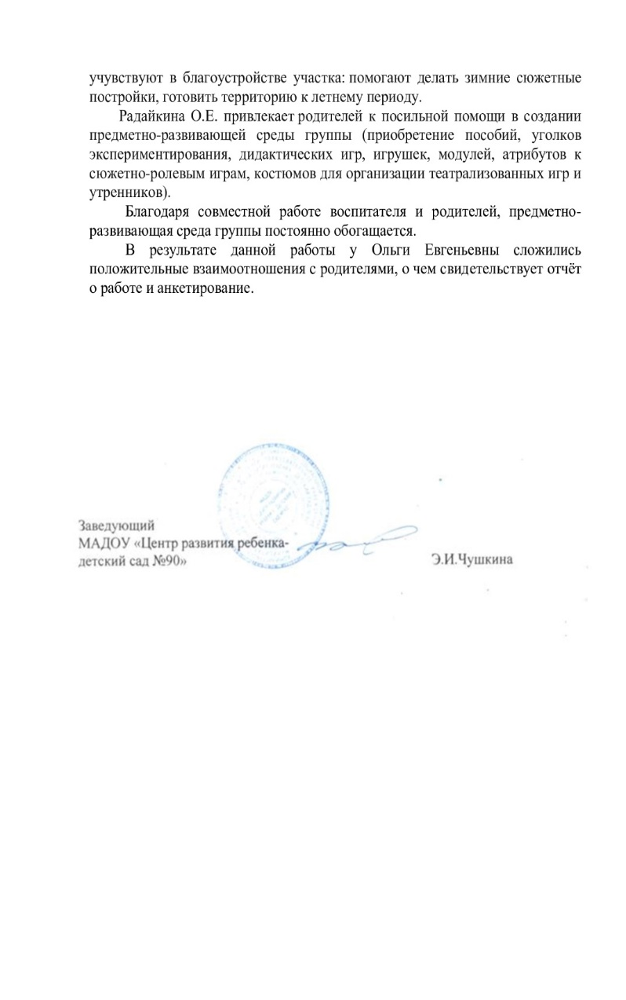 учувствуют в благоустройстве участка: помогают делать зимние сюжетные
постройки, готовить территорию к летнему периоду.
Радайкина О.Е. привлекает родителей к посильной помощи в создании
предметно-развивающей среды группы (приобретение пособий, уголков
экспериментирования, дидактических игр, игрушек, модулей, атрибутов к
сюжетно-ролевым играм, костюмов для организации театрализованных игр и
утренников).
Благодаря совместной работе воспитателя и родителей, предметно-
развивающая среда группы постоянно обогащается.
В результате данной работы у Ольги Евгеньевны сложились
положительные взаимоотношения с родителями, о чем свидетельствует отчёт
о работе и анкетирование.
Заведующий
МАДОУ «Центр развития ребенка-
детский сад №90»
Э.И.Чушкина